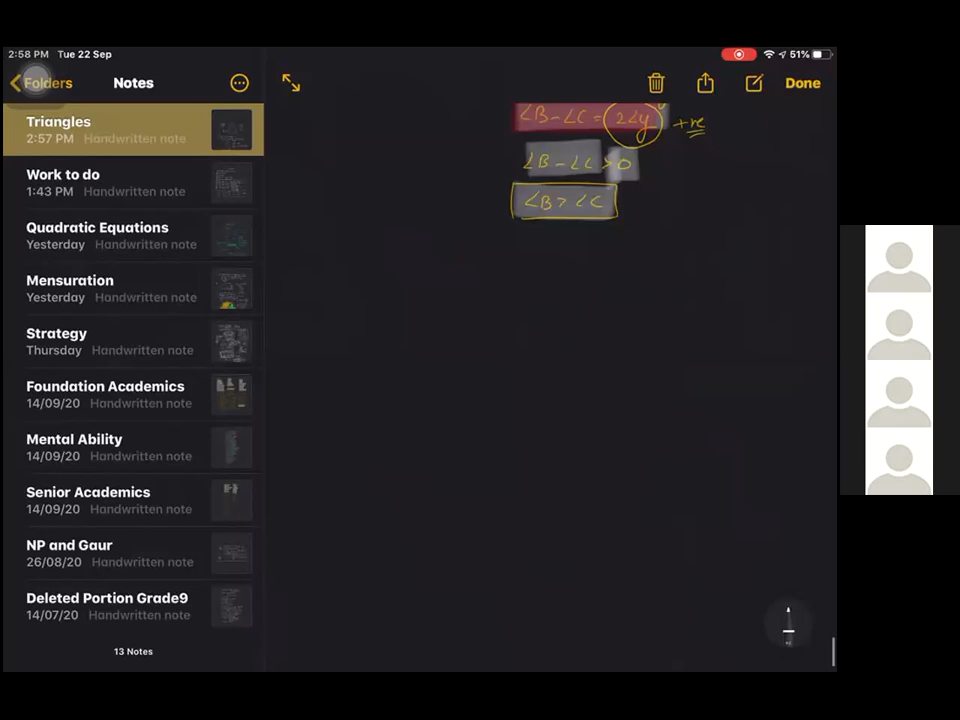 2:58 PM Tue 22 Sep
51%
Folders
Notes
Done
Triangles
2:57 PM Handwritten note
Work to do
1:43 PM Handwritten note
Quadratic Equations
Yesterday Handwritten note
Mensuration
Yesterday Handwritten note
Strategy
Thursday Handwritten note
Foundation Academics
14/09/20 Handwritten note
Mental Ability
14/09/20 Handwritten note
Senior Academics
14/09/20 Handwritten note
NP and Gaur
26/08/20 Handwritten note
Deleted Portion Grade9
14/07/20 Handwritten note
13 Notes
∠B - ∠C = 2∠y +ve
∠B - ∠C > 0
∠B > ∠C